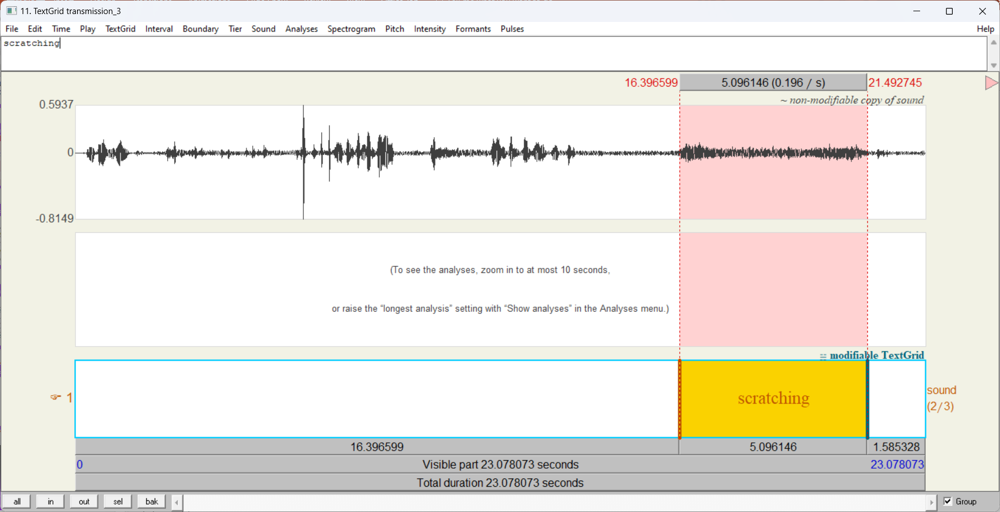 11. TextGrid transmission_3
File Edit Time Play TextGrid Interval Boundary Tier Sound Analyses Spectrogram Pitch Intensity Formants Pulses Help
scratching
16.396599 5.096146 (0.196 / s) 21.492745
~ non-modifiable copy of sound
0.5937
0
-0.8149
(To see the analyses, zoom in to at most 10 seconds,
or raise the “longest analysis” setting with “Show analyses” in the Analyses menu.)
modifiable TextGrid
☞ 1 scratching sound
(2/3)
16.396599 5.096146 1.585328
0 Visible part 23.078073 seconds 23.078073
Total duration 23.078073 seconds
all in out sel bak Group